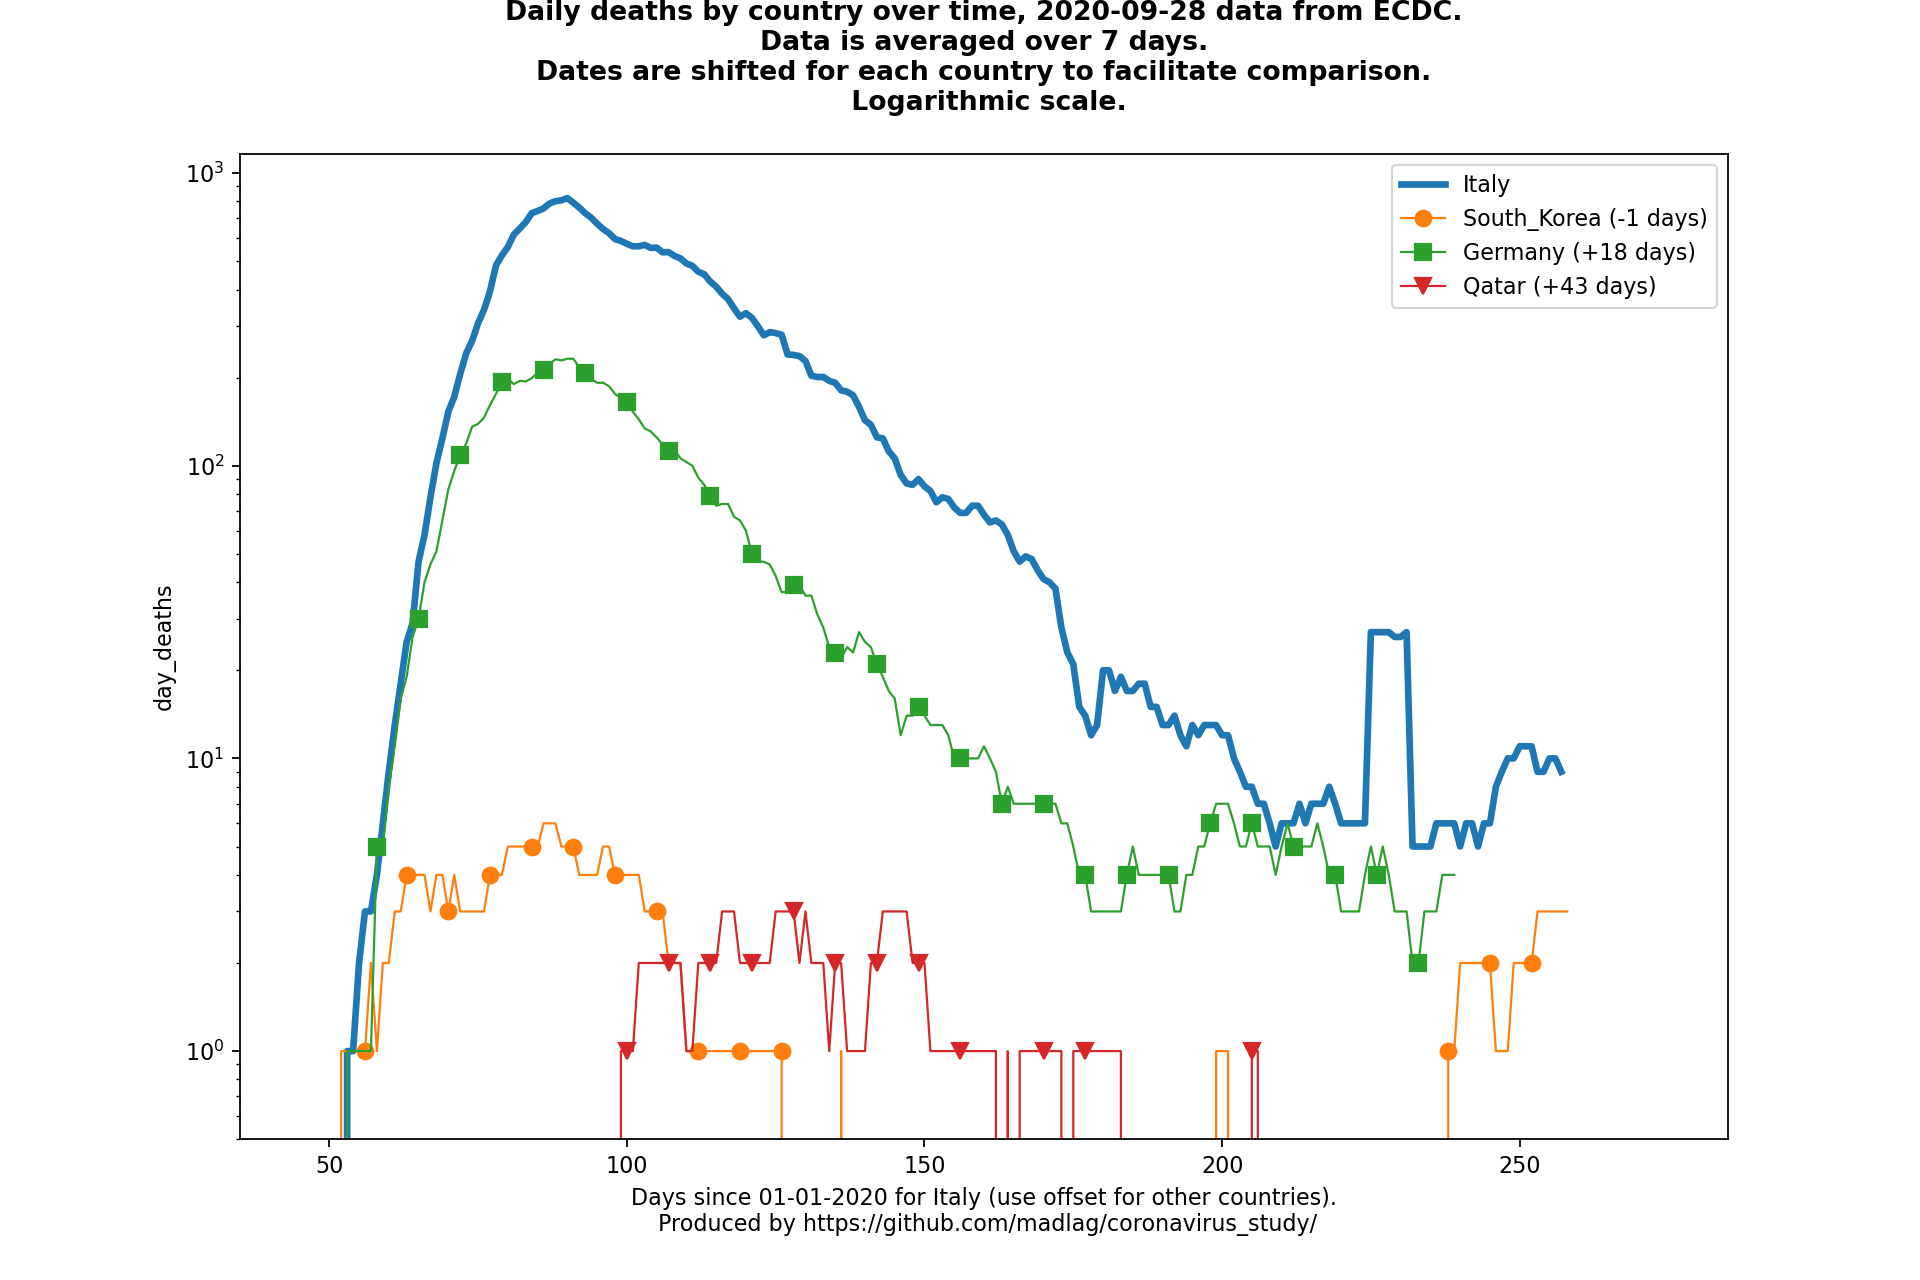 Daily deaths by country over time, 2020-09-28 data from ECDC.
Data is averaged over 7 days.
Dates are shifted for each country to facilitate comparison.
Logarithmic scale.
10³
10²
10¹
10⁰
day_deaths
Italy
South_Korea (-1 days)
Germany (+18 days)
Qatar (+43 days)
50 100 150 200 250
Days since 01-01-2020 for Italy (use offset for other countries).
Produced by https://github.com/madlag/coronavirus_study/